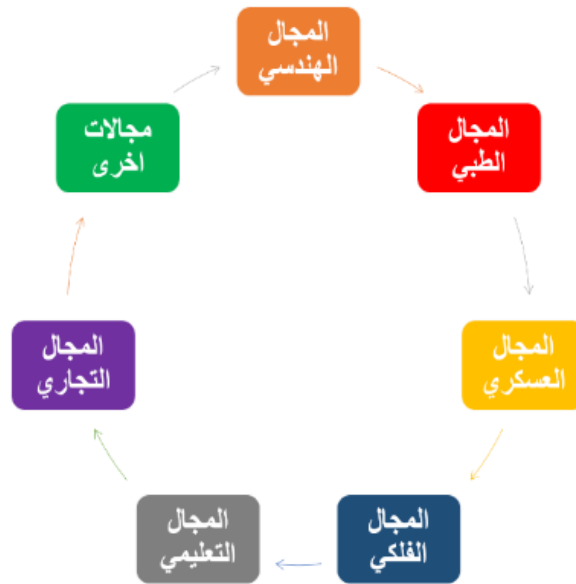 المجال
الهندسي
المجال
الطبي
المجال
العسكري
المجال
الفلكي
المجال
التعليمي
المجال
التجاري
مجالات
اخرى